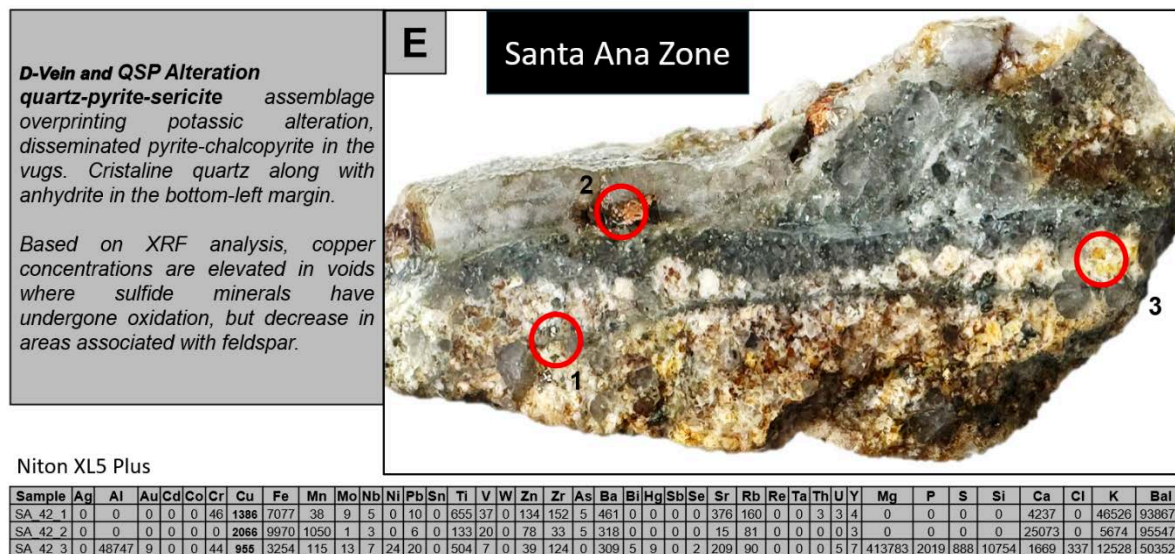 E
Santa Ana Zone
D-Vein and QSP Alteration
quartz-pyrite-sericite assemblage
overprinting potassic alteration,
disseminated pyrite-chalcopyrite in the
vugs. Cristaline quartz along with
anhydrite in the bottom-left margin.
Based on XRF analysis, copper
concentrations are elevated in voids
where sulfide minerals have
undergone oxidation, but decrease in
areas associated with feldspar.
2
3
1
Niton XL5 Plus
Sample Ag Al Au Cd Co Cr Cu Fe Mn Mo Nb Ni Pb Sn Ti V W Zn Zr As Ba Bi Hg Sb Se Sr Rb Re Ta Th U Y Mg P S Si Ca Cl K Bal
SA_42_1 0 0 0 0 0 46 1386 7077 38 9 5 0 10 0 655 37 0 134 152 5 461 0 0 0 0 376 160 0 0 3 3 4 0 0 0 0 4237 0 46526 93867
SA_42_2 0 0 0 0 0 0 2066 9970 1050 1 3 0 6 0 133 20 0 78 33 5 318 0 0 0 0 15 81 0 0 0 0 3 0 0 0 0 25073 0 5674 95547
SA_42_3 0 48747 9 0 0 44 955 3254 115 13 7 24 20 0 504 7 0 39 124 0 309 5 9 0 2 209 90 0 0 0 5 7 413783 2019 888 10754 337 12528